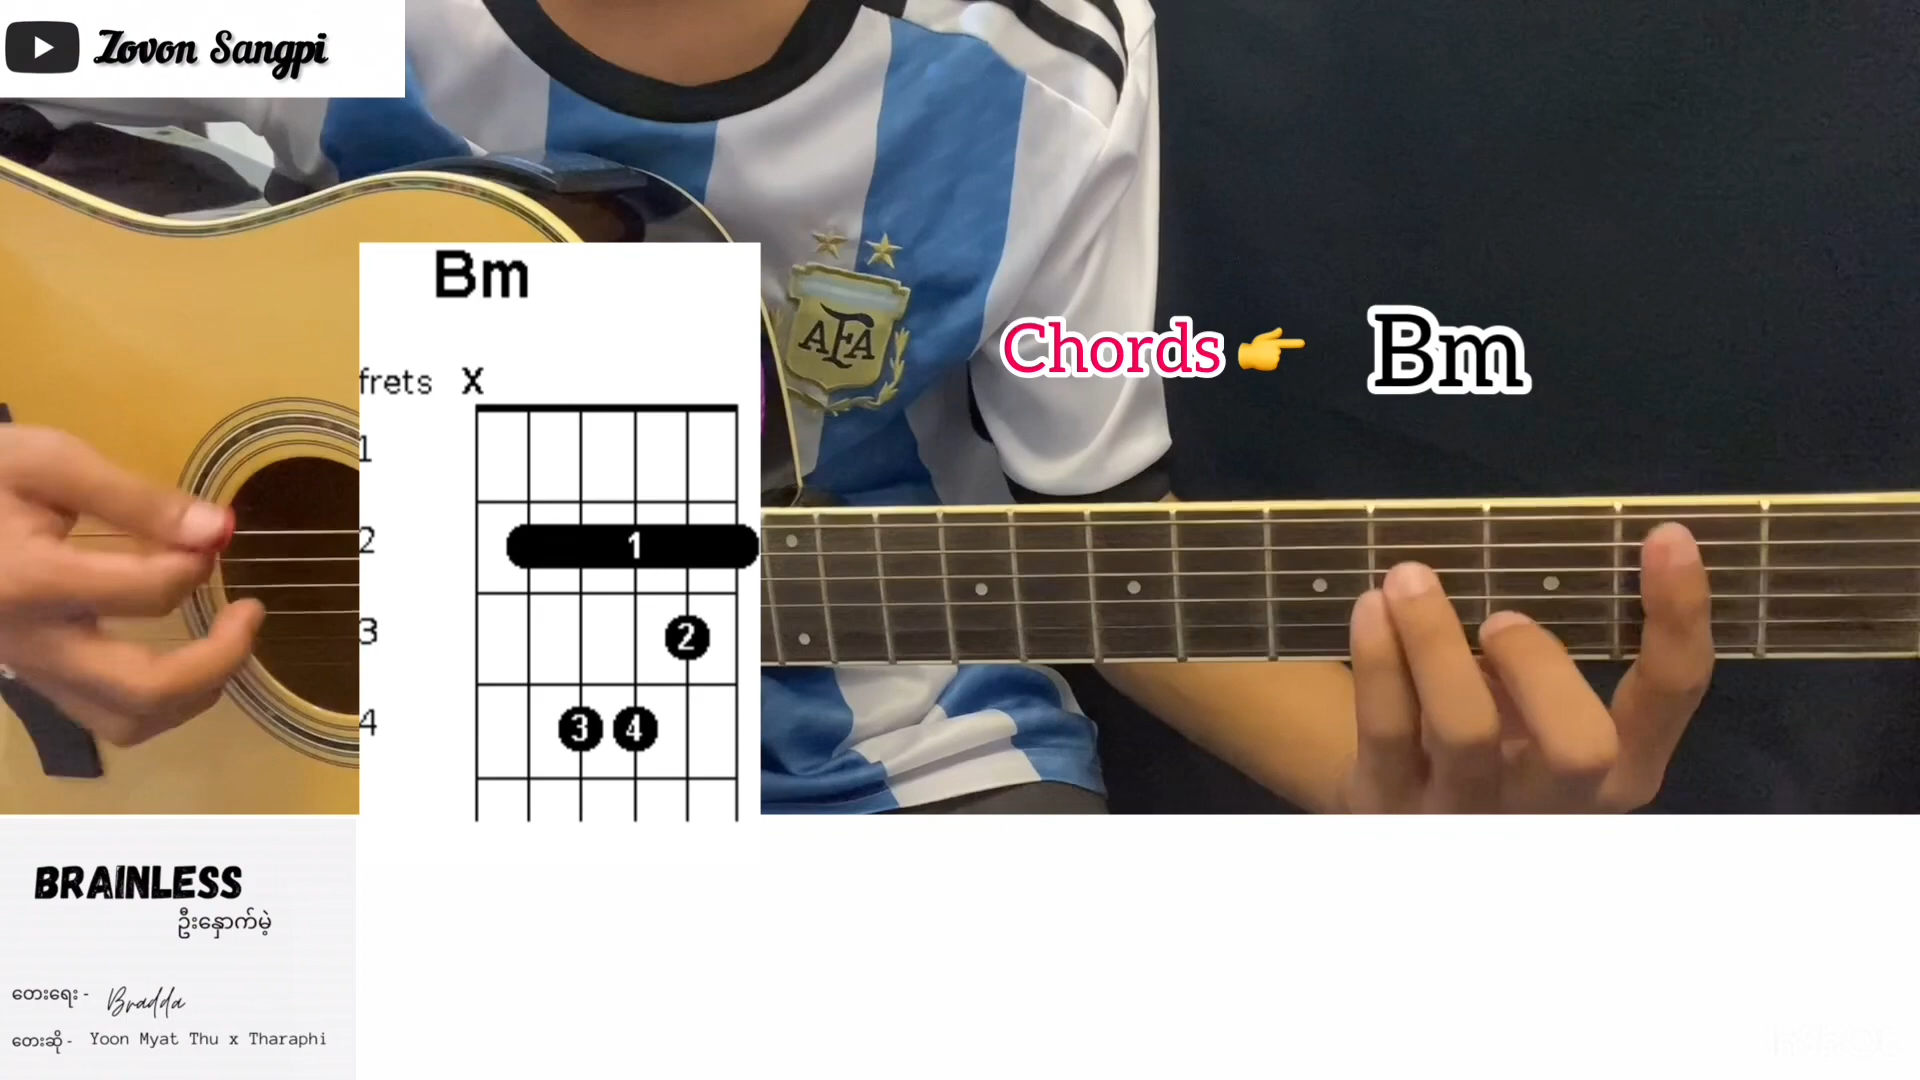 Zovon Sangpi
Bm
frets X
1
2
3
4
1
2
3 4
AFA
Chords 👉 Bm
BRAINLESS
ဦးနှောက်မဲ့
တေးရေး - Bradda
တေးဆို - Yoon Myat Thu x Tharaphi